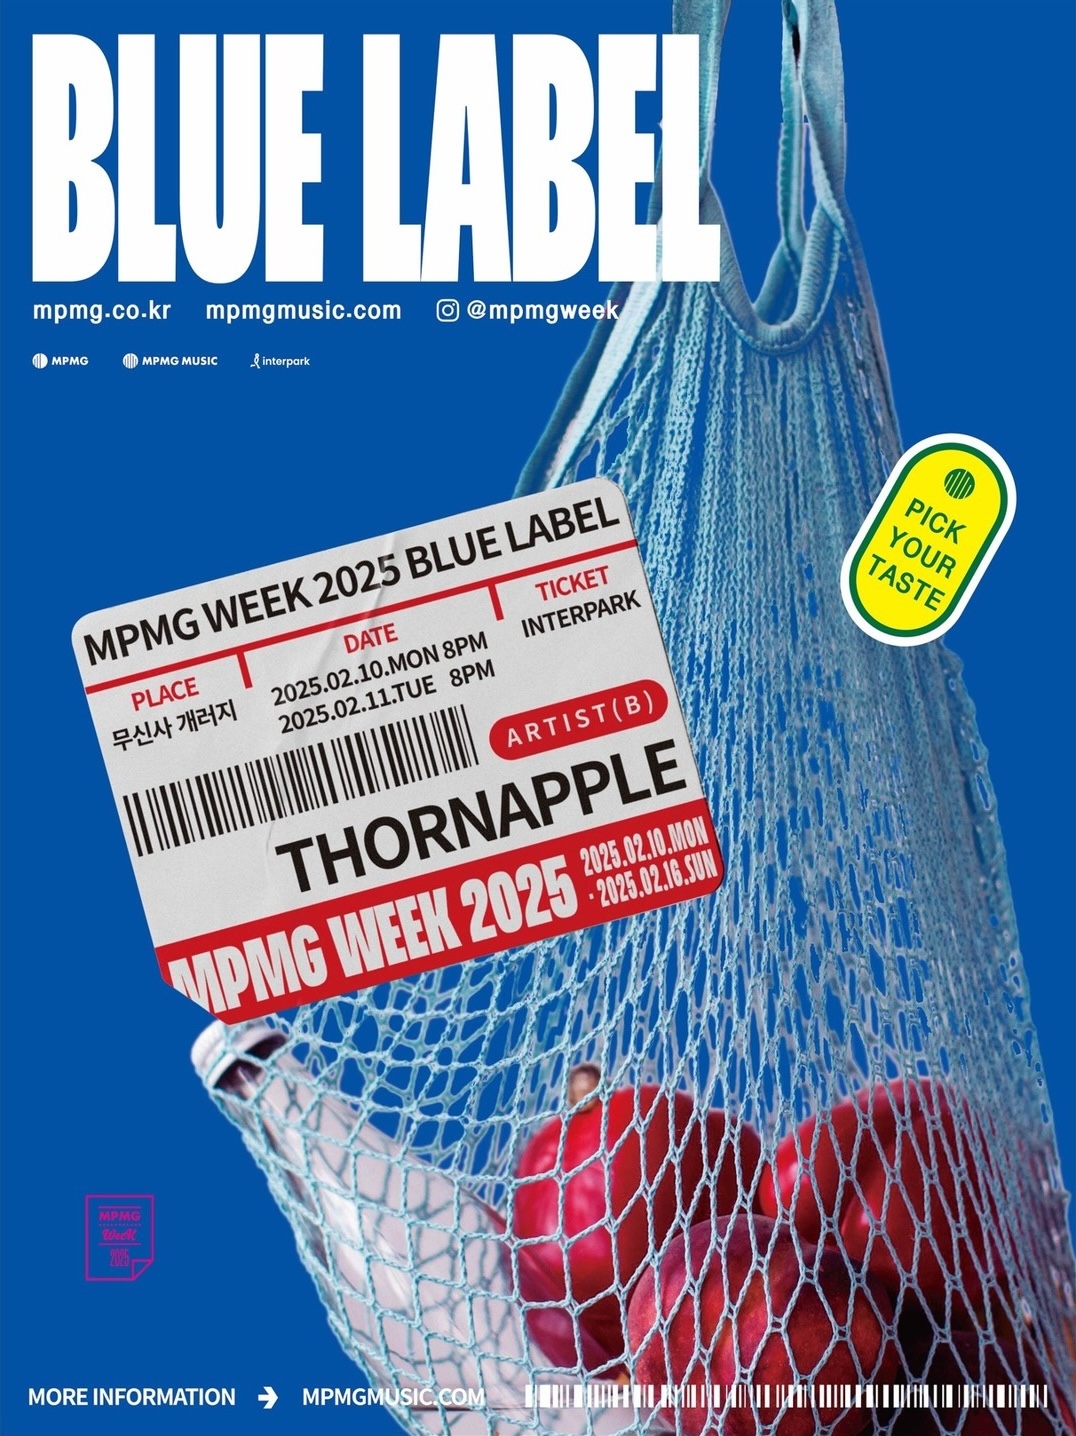 BLUE LABEL
mpmg.co.kr mpmgmusic.com @mpmgweek
MPMG MPMG MUSIC interpark
PICK
YOUR
TASTE
MPMG WEEK 2025 BLUE LABEL
PLACE
무신사 개러지
DATE
2025.02.10.MON 8PM
2025.02.11.TUE 8PM
TICKET
INTERPARK
ARTIST(B)
THORNAPPLE
MPMG WEEK 2025
2025.02.10.MON
- 2025.02.16.SUN
MPMG
Week
2025
MORE INFORMATION → MPMGMUSIC.COM